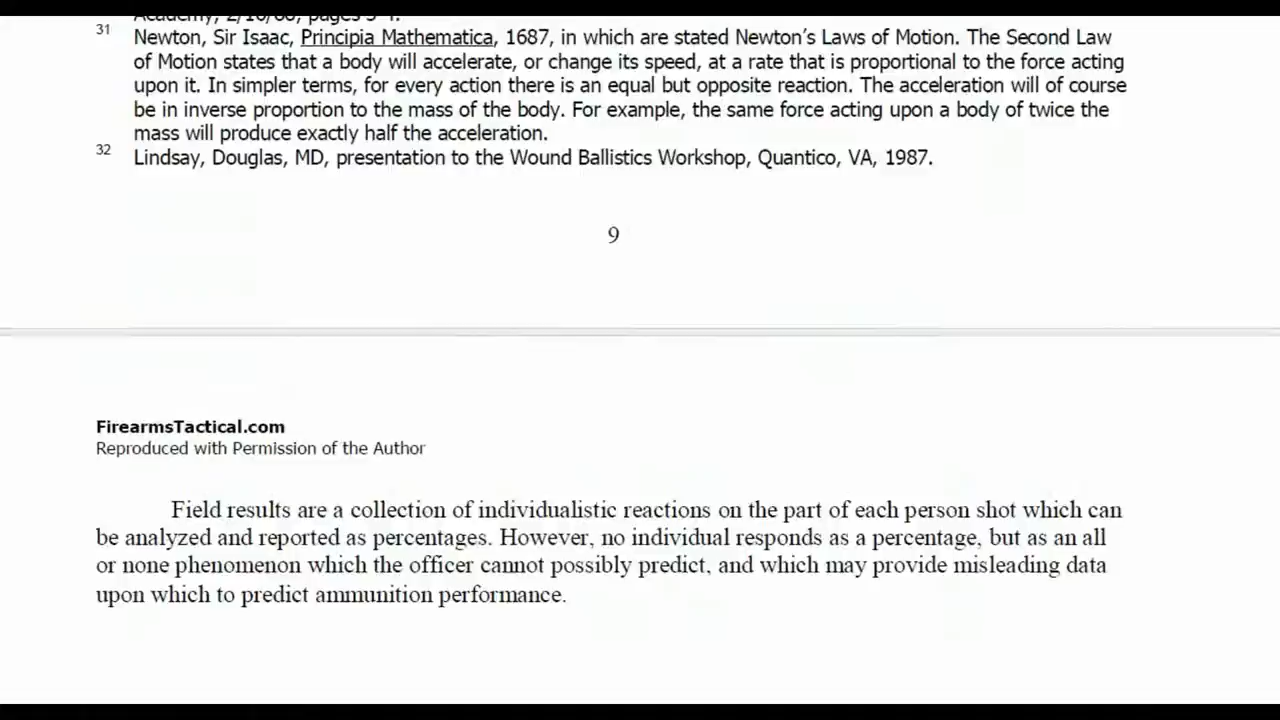 Academy, 2/16/88, pages 3-4.
31 Newton, Sir Isaac, Principia Mathematica, 1687, in which are stated Newton's Laws of Motion. The Second Law
of Motion states that a body will accelerate, or change its speed, at a rate that is proportional to the force acting
upon it. In simpler terms, for every action there is an equal but opposite reaction. The acceleration will of course
be in inverse proportion to the mass of the body. For example, the same force acting upon a body of twice the
mass will produce exactly half the acceleration.
32 Lindsay, Douglas, MD, presentation to the Wound Ballistics Workshop, Quantico, VA, 1987.
9
FirearmsTactical.com
Reproduced with Permission of the Author
Field results are a collection of individualistic reactions on the part of each person shot which can
be analyzed and reported as percentages. However, no individual responds as a percentage, but as an all
or none phenomenon which the officer cannot possibly predict, and which may provide misleading data
upon which to predict ammunition performance.